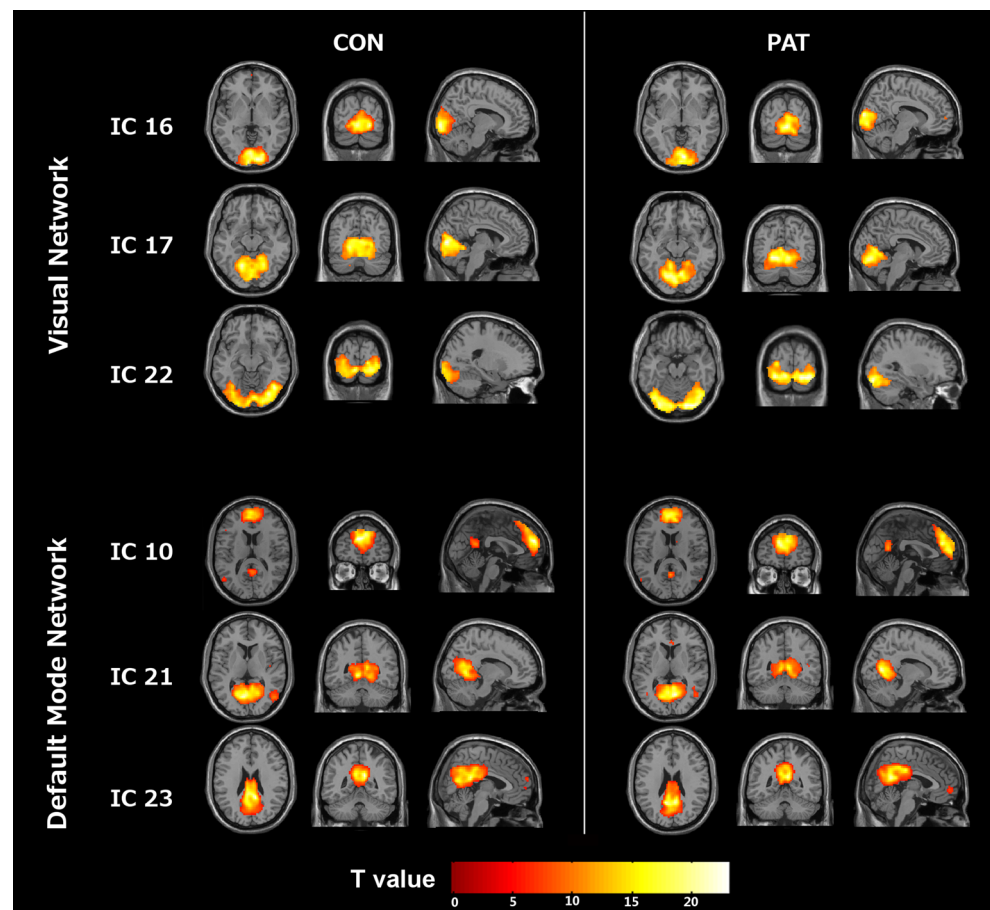 CON
PAT
Visual Network
IC 16
IC 17
IC 22
Default Mode Network
IC 10
IC 21
IC 23
T value
0 5 10 15 20